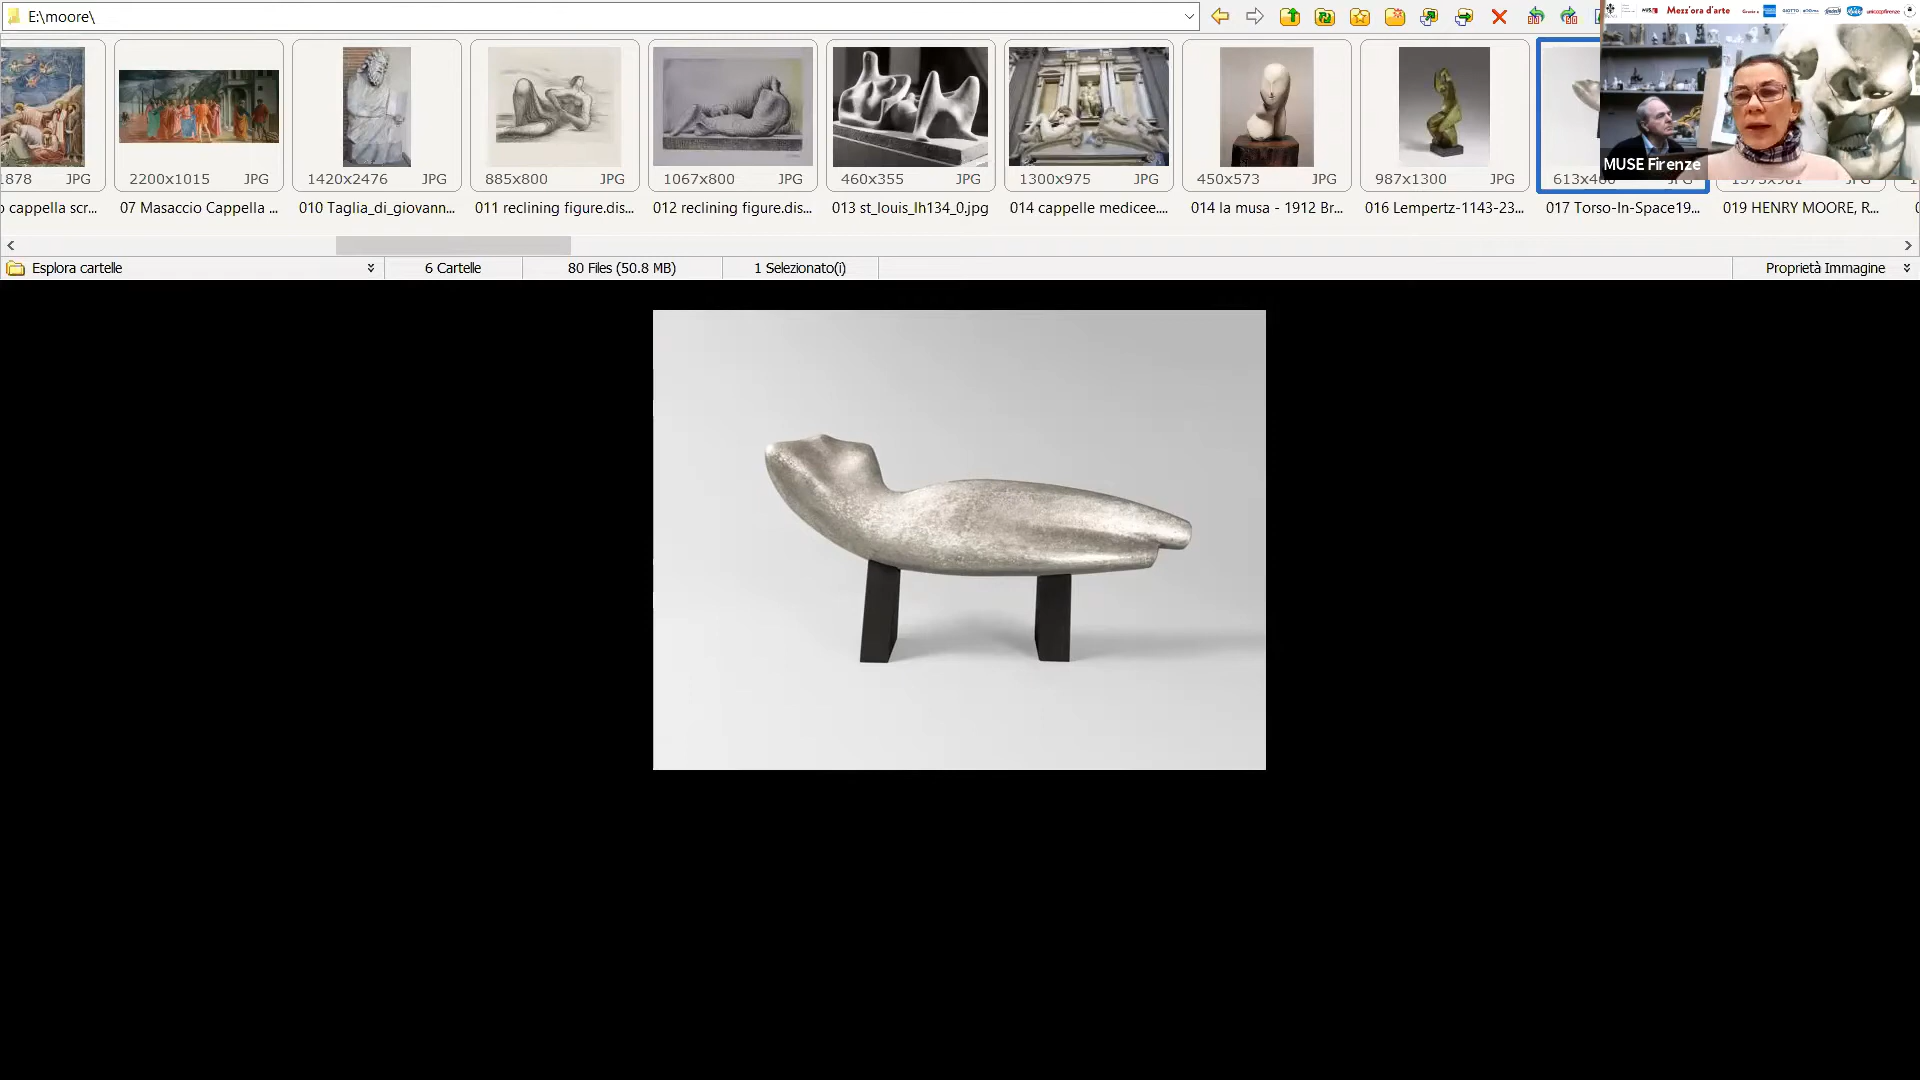 E:\moore\
Mezz'ora d'arte
MUSE Firenze
1878 JPG
2200x1015 JPG
1420x2476 JPG
885x800 JPG
1067x800 JPG
460x355 JPG
1300x975 JPG
450x573 JPG
987x1300 JPG
o cappella scr...
07 Masaccio Cappella ...
010 Taglia_di_giovann...
011 reclining figure.dis...
012 reclining figure.dis...
013 st_louis_lh134_0.jpg
014 cappelle medicee....
014 la musa - 1912 Br...
016 Lempertz-1143-23...
017 Torso-In-Space19...
019 HENRY MOORE, R...
Esplora cartelle
6 Cartelle
80 Files (50.8 MB)
1 Selezionato(i)
Proprietà Immagine